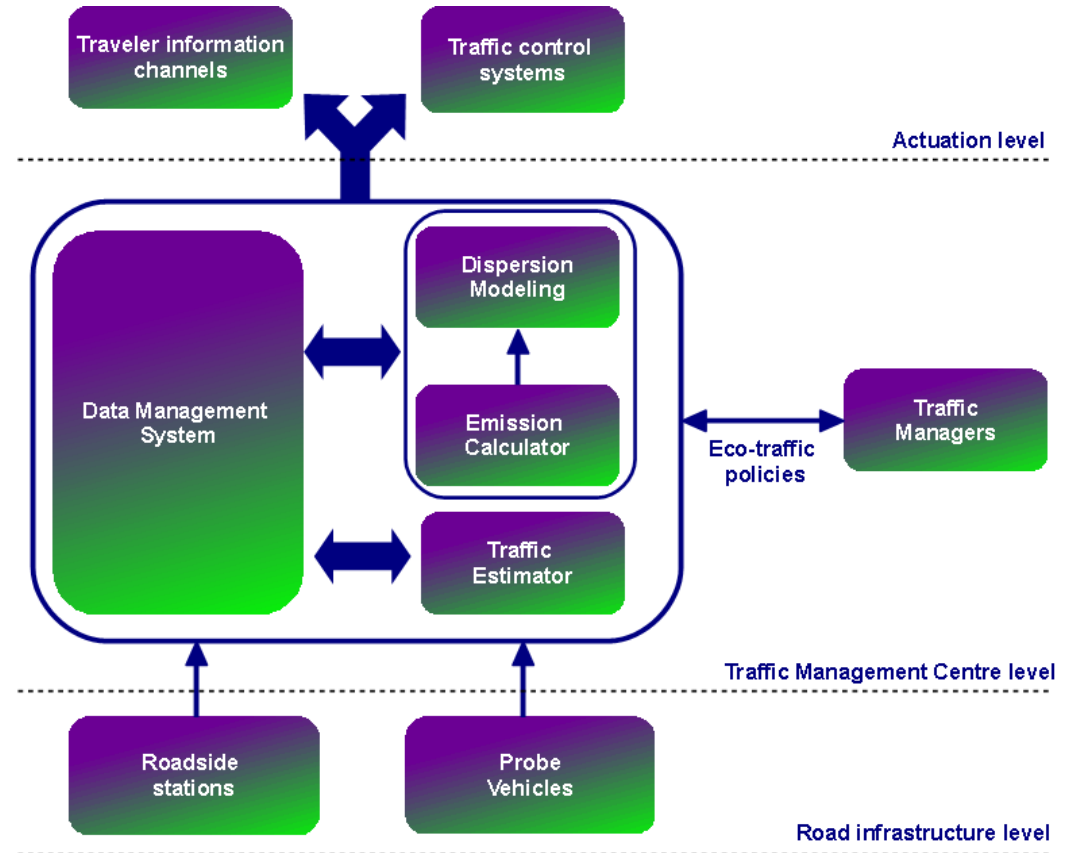 Traveler information
channels
Traffic control
systems
Actuation level
Dispersion
Modeling
Data Management
System
Emission
Calculator
Traffic
Managers
Eco-traffic
policies
Traffic
Estimator
Traffic Management Centre level
Roadside
stations
Probe
Vehicles
Road infrastructure level